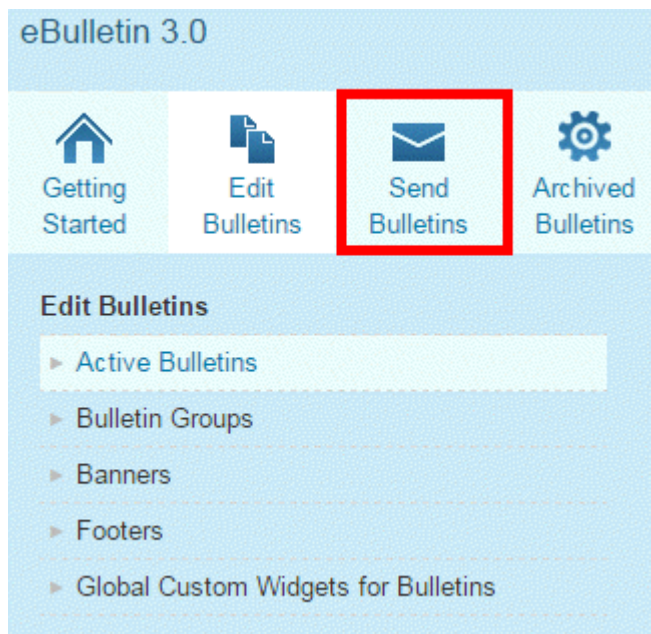 eBulletin 3.0
Getting Started
Edit Bulletins
Send Bulletins
Archived Bulletins
Edit Bulletins
Active Bulletins
Bulletin Groups
Banners
Footers
Global Custom Widgets for Bulletins